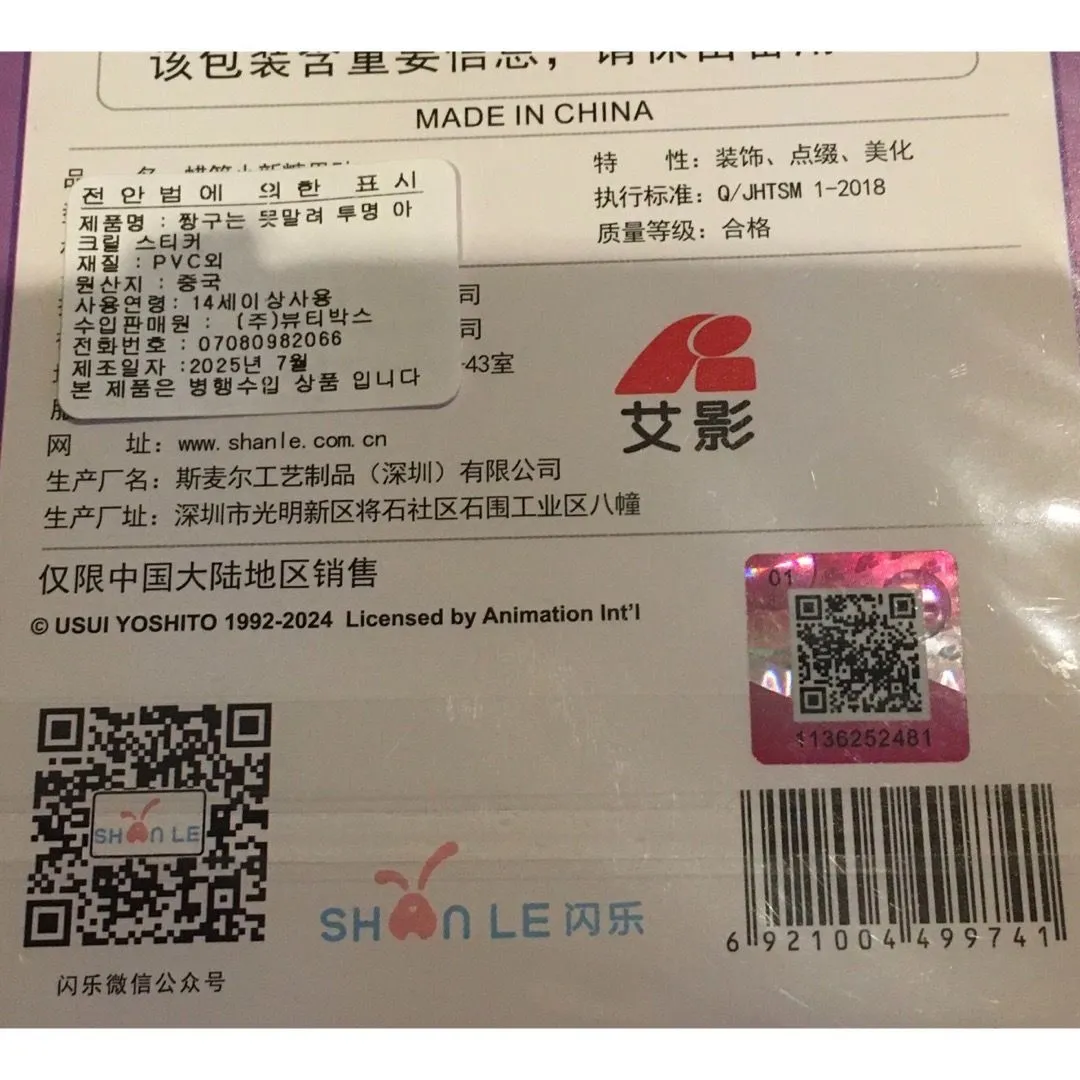 该包装含重要信息，请保留备用
MADE IN CHINA
特 性：装饰、点缀、美化
执行标准：Q/JHTSM 1-2018
质量等级：合格
전 안 법 에 의 한 표 시
제품명 : 짱구는 못말려 투명 아
크릴 스티커
재질 : PVC외
원산지 : 중국
사용연령: 14세이상사용
수입판매원 : (주)뷰티박스
전화번호 : 07080982066
제조일자 :2025년 7월
본 제품은 병행수입 상품 입니다
司
司
-43室
艾影
网 址：www.shanle.com.cn
生产厂名：斯麦尔工艺制品（深圳）有限公司
生产厂址：深圳市光明新区将石社区石围工业区八幢
仅限中国大陆地区销售
© USUI YOSHITO 1992-2024 Licensed by Animation Int'l
01
1136252481
SHAN LE
SHAN LE 闪乐
6 921004 499741
闪乐微信公众号